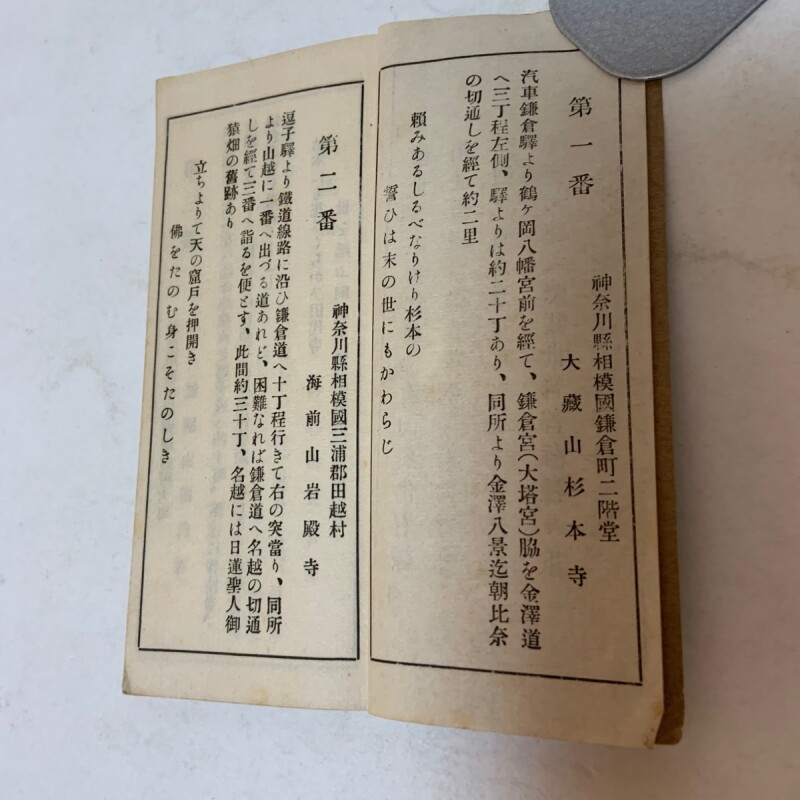 第一番
神奈川縣相模國鎌倉町二階堂
大藏山杉本寺
汽車鎌倉驛より鶴ヶ岡八幡宮前を經て、鎌倉宮(大塔宮)脇を金澤道
へ三丁程左側、驛よりは約二十丁あり、同所より金澤八景迄朝比奈
の切通しを經て約二里
頼みあるしるべなりけり杉本の
誓ひは末の世にもかわらじ
第二番
神奈川縣相模國三浦郡田越村
海前山岩殿寺
逗子驛より鐵道線路に沿ひ鎌倉道へ十丁程行きて右の突當り、同所
より山越に一番へ出づる道あれど、困難なれば鎌倉道へ名越の切通
しを經て三番へ詣るを便とす、此間約三十丁、名越には日蓮聖人御
猿畑の舊跡あり
立ちよりて天の窟戸を押開き
佛をたのむ身こそたのしき